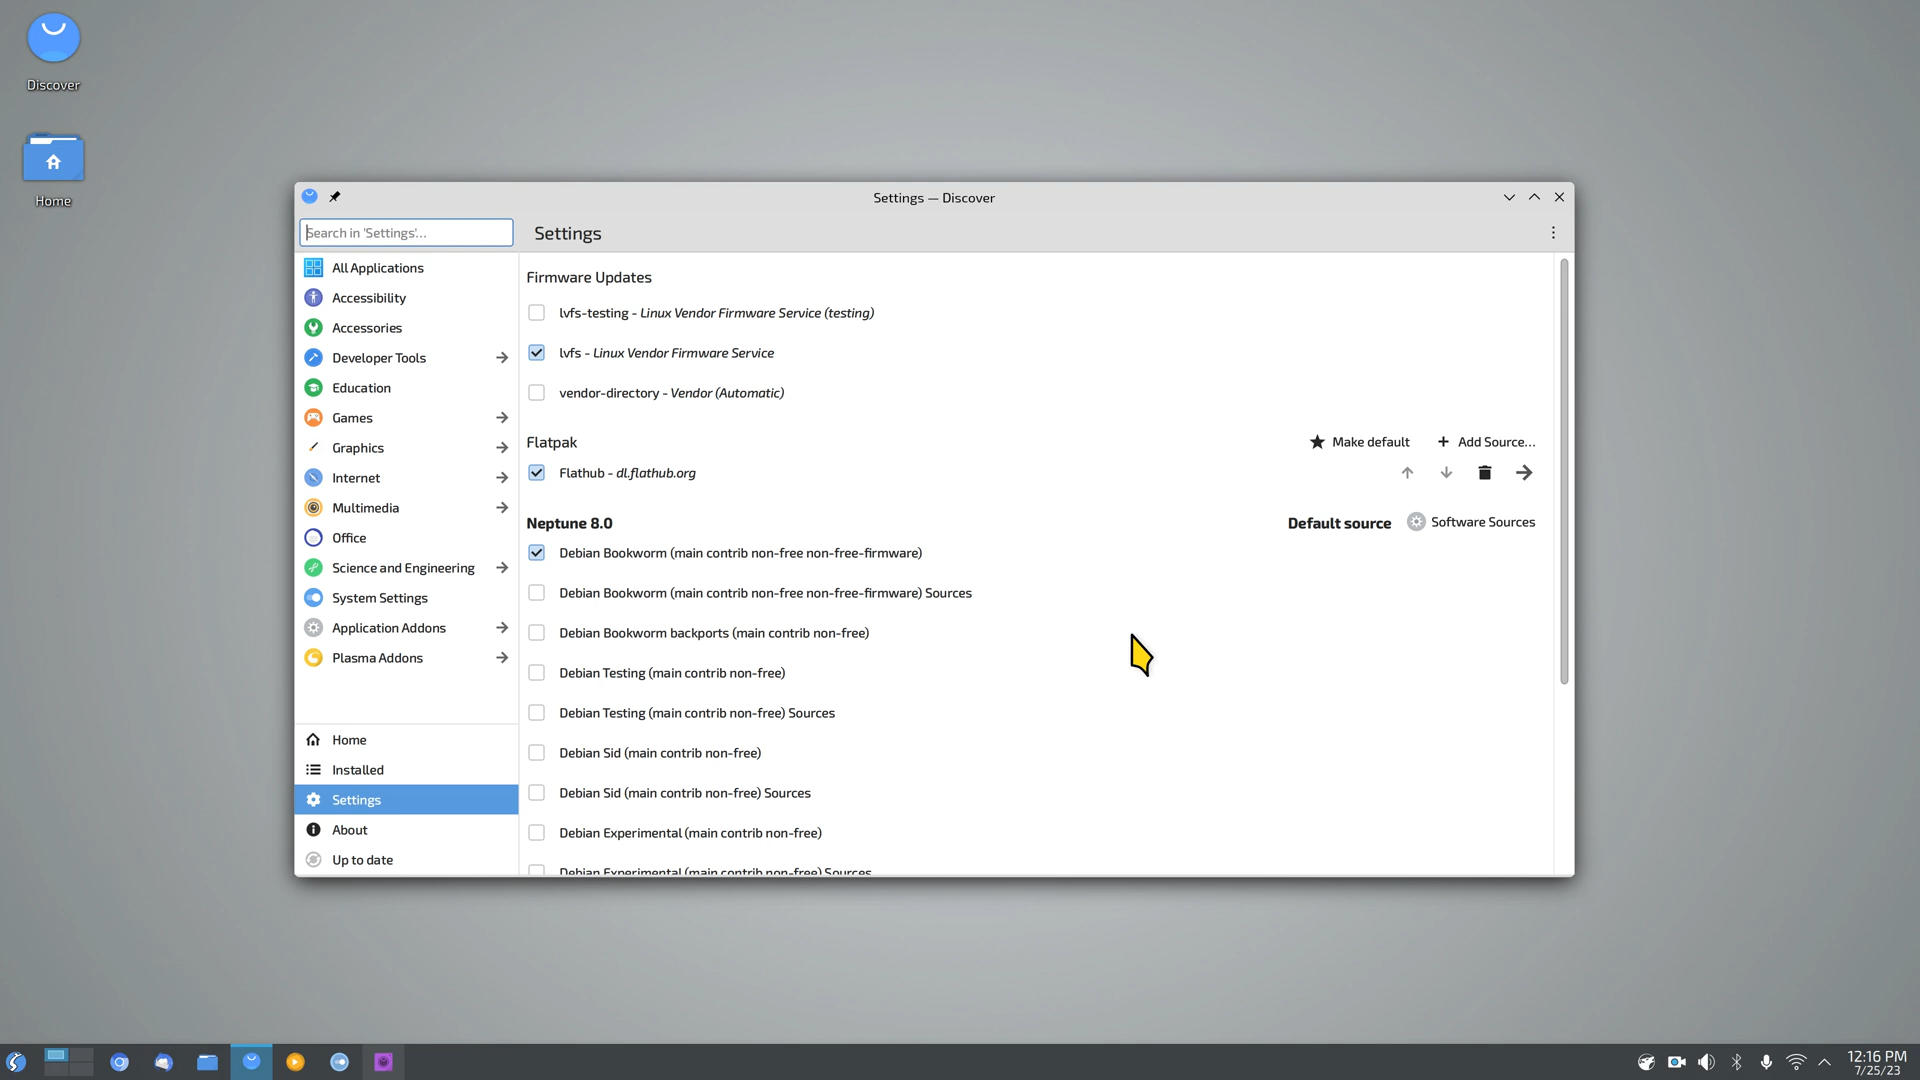 Discover
Home
Settings — Discover
Search in 'Settings'...
Settings
All Applications
Accessibility
Accessories
Developer Tools
Education
Games
Graphics
Internet
Multimedia
Office
Science and Engineering
System Settings
Application Addons
Plasma Addons
Home
Installed
Settings
About
Up to date
Firmware Updates
lvfs-testing - Linux Vendor Firmware Service (testing)
lvfs - Linux Vendor Firmware Service
vendor-directory - Vendor (Automatic)
Flatpak
Make default
Add Source...
Flathub - dl.flathub.org
Neptune 8.0
Default source
Software Sources
Debian Bookworm (main contrib non-free non-free-firmware)
Debian Bookworm (main contrib non-free non-free-firmware) Sources
Debian Bookworm backports (main contrib non-free)
Debian Testing (main contrib non-free)
Debian Testing (main contrib non-free) Sources
Debian Sid (main contrib non-free)
Debian Sid (main contrib non-free) Sources
Debian Experimental (main contrib non-free)
Debian Experimental (main contrib non-free) Sources
12:16 PM
7/25/23